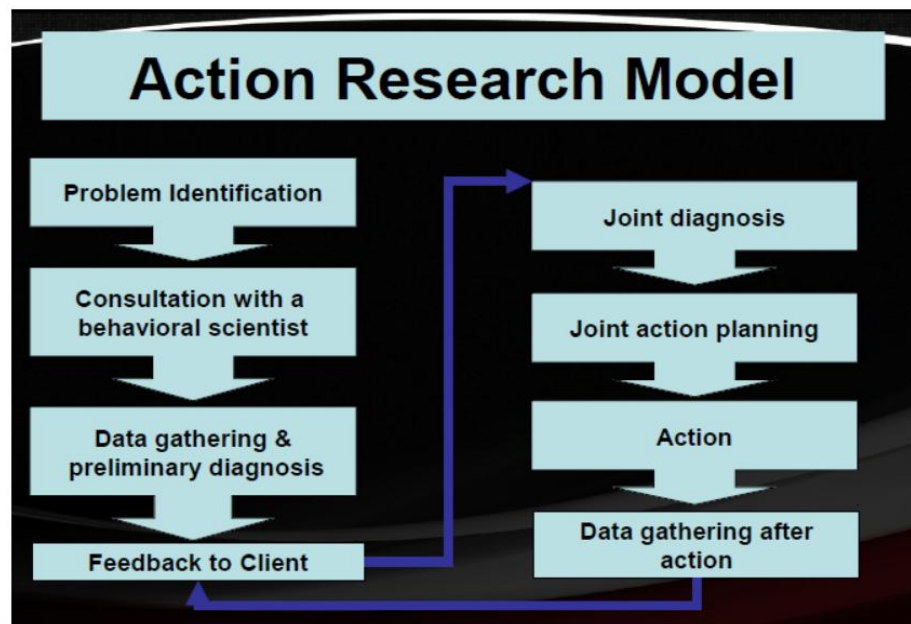 Action Research Model
Problem Identification
Consultation with a
behavioral scientist
Data gathering &
preliminary diagnosis
Feedback to Client
Joint diagnosis
Joint action planning
Action
Data gathering after
action